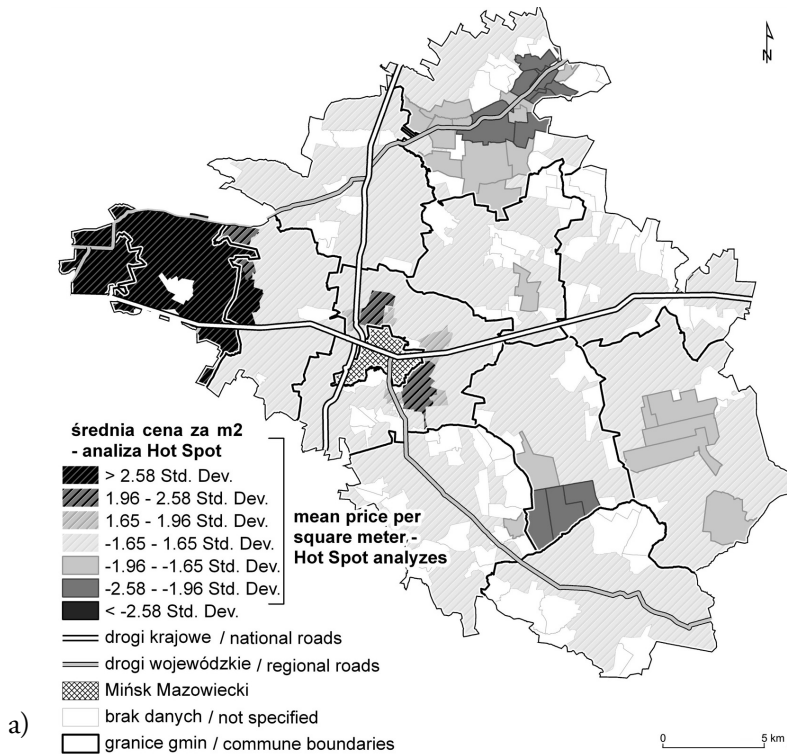 N
średnia cena za m2
- analiza Hot Spot
> 2.58 Std. Dev.
1.96 - 2.58 Std. Dev.
1.65 - 1.96 Std. Dev.
-1.65 - 1.65 Std. Dev.
-1.96 - -1.65 Std. Dev.
-2.58 - -1.96 Std. Dev.
< -2.58 Std. Dev.
mean price per
square meter -
Hot Spot analyzes
drogi krajowe / national roads
drogi wojewódzkie / regional roads
Mińsk Mazowiecki
brak danych / not specified
granice gmin / commune boundaries
a)
0 5 km